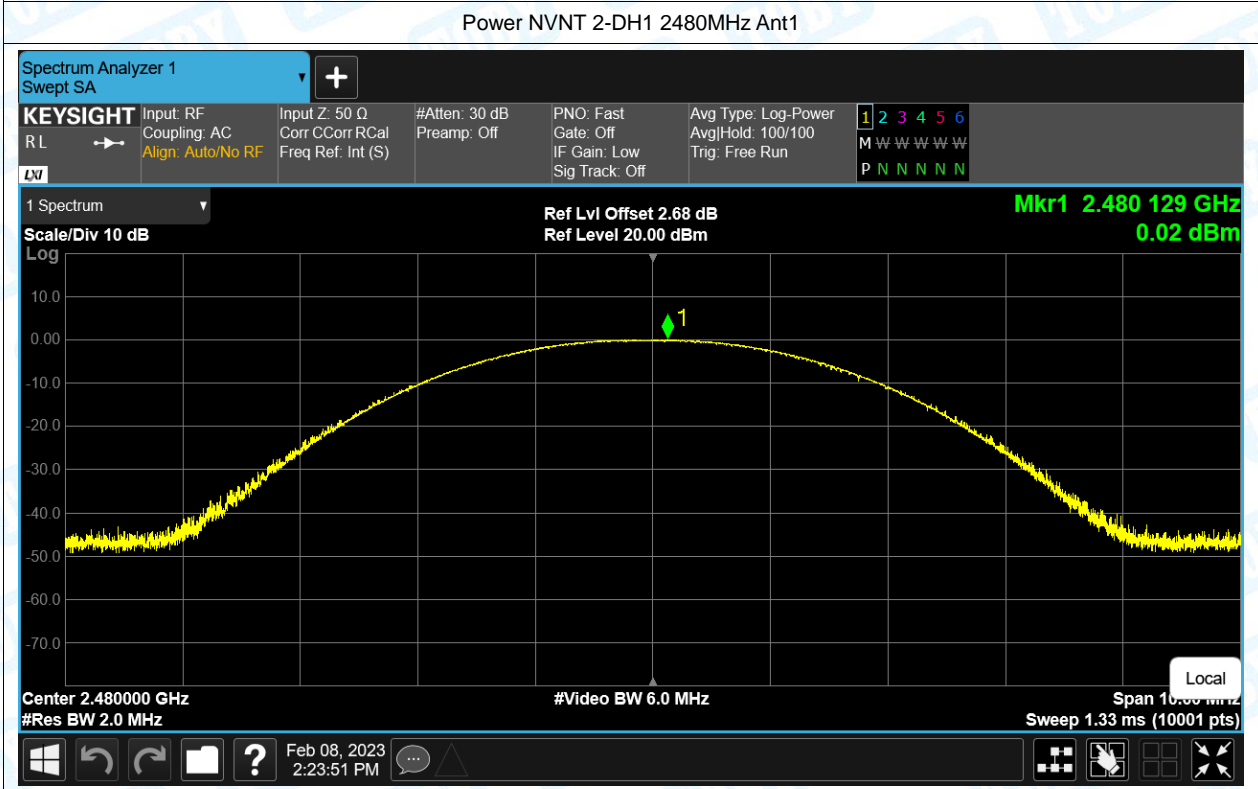 Power NVNT 2-DH1 2480MHz Ant1
Spectrum Analyzer 1
Swept SA
KEYSIGHT
R L
LXI
Input: RF
Coupling: AC
Align: Auto/No RF
Input Z: 50 Ω
Corr CCorr RCal
Freq Ref: Int (S)
#Atten: 30 dB
Preamp: Off
PNO: Fast
Gate: Off
IF Gain: Low
Sig Track: Off
Avg Type: Log-Power
Avg|Hold: 100/100
Trig: Free Run
1 2 3 4 5 6
M W W W W W
P N N N N N
1 Spectrum
Scale/Div 10 dB
Log
Ref Lvl Offset 2.68 dB
Ref Level 20.00 dBm
Mkr1 2.480 129 GHz
0.02 dBm
1
10.0
0.00
-10.0
-20.0
-30.0
-40.0
-50.0
-60.0
-70.0
Local
Center 2.480000 GHz
#Video BW 6.0 MHz
Span 10.00 MHz
#Res BW 2.0 MHz
Sweep 1.33 ms (10001 pts)
?
Feb 08, 2023
2:23:51 PM